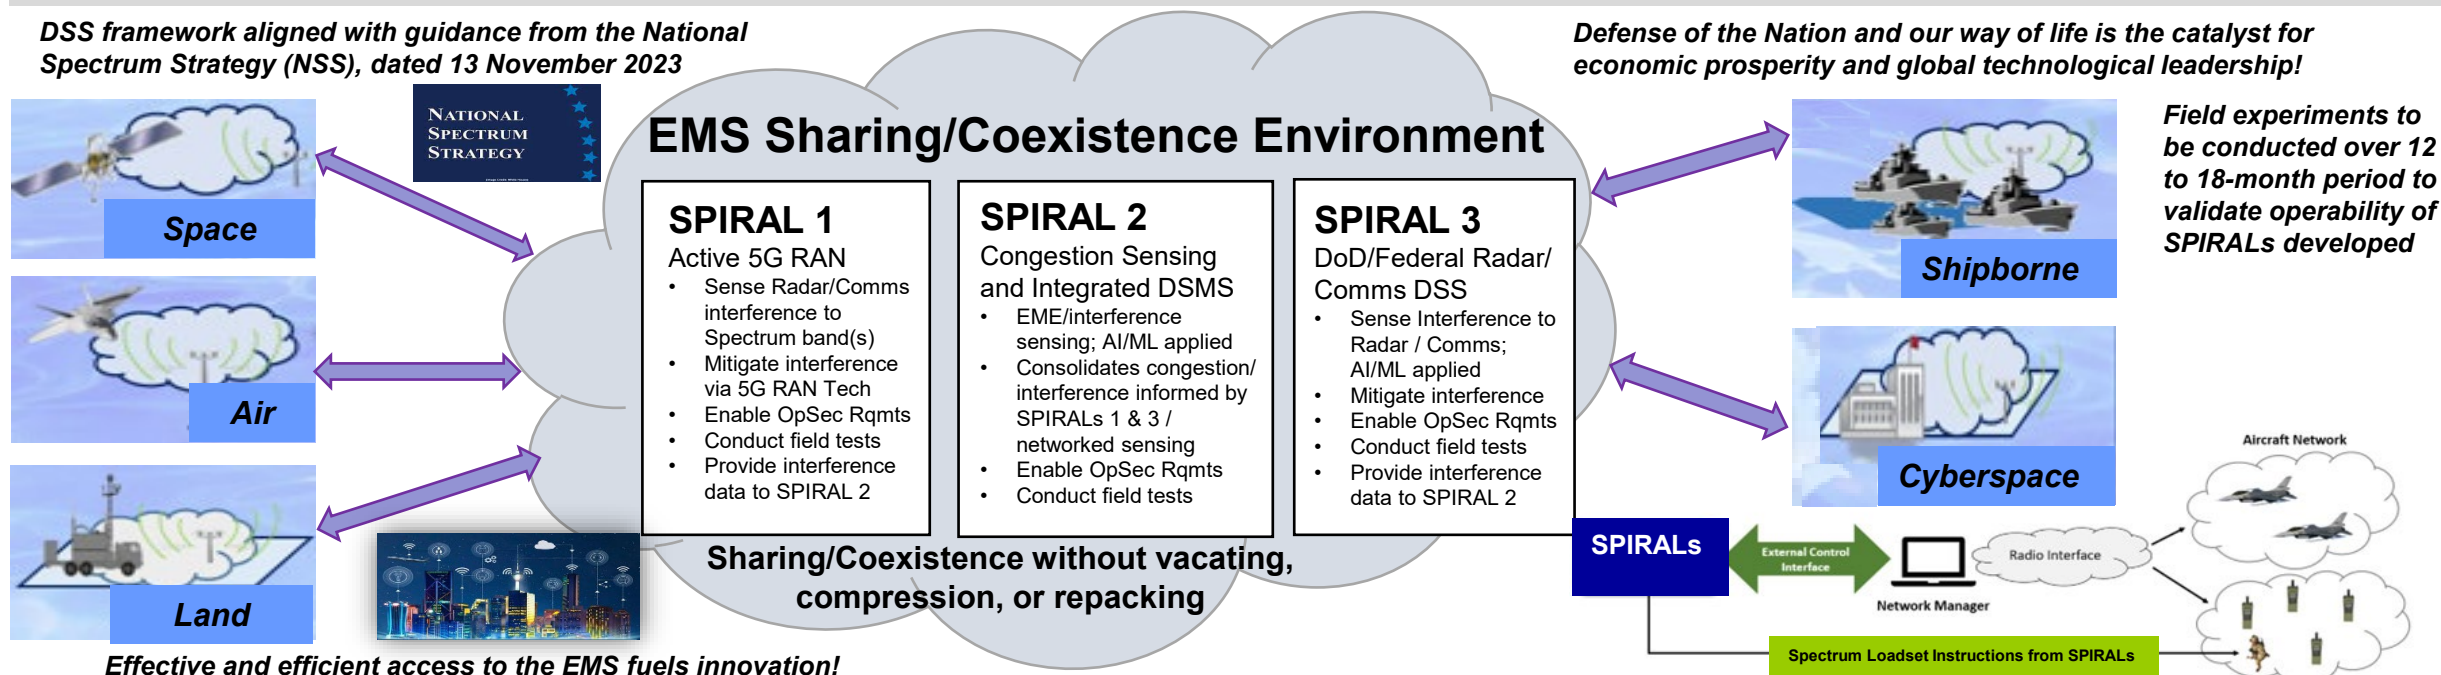 DSS framework aligned with guidance from the National
Spectrum Strategy (NSS), dated 13 November 2023
Defense of the Nation and our way of life is the catalyst for
economic prosperity and global technological leadership!
NATIONAL
SPECTRUM
STRATEGY
EMS Sharing/Coexistence Environment
Field experiments to
be conducted over 12
to 18-month period to
validate operability of
SPIRALs developed
Space
Air
Land
SPIRAL 1
Active 5G RAN
• Sense Radar/Comms
interference to
Spectrum band(s)
• Mitigate interference
via 5G RAN Tech
• Enable OpSec Rqmts
• Conduct field tests
• Provide interference
data to SPIRAL 2
SPIRAL 2
Congestion Sensing
and Integrated DSMS
• EME/interference
sensing; AI/ML applied
• Consolidates congestion/
interference informed by
SPIRALs 1 & 3 /
networked sensing
• Enable OpSec Rqmts
• Conduct field tests
SPIRAL 3
DoD/Federal Radar/
Comms DSS
• Sense Interference to
Radar / Comms;
AI/ML applied
• Mitigate interference
• Enable OpSec Rqmts
• Conduct field tests
• Provide interference
data to SPIRAL 2
Shipborne
Cyberspace
Sharing/Coexistence without vacating,
compression, or repacking
SPIRALs
External Control
Interface
Network Manager
Radio Interface
Aircraft Network
Spectrum Loadset Instructions from SPIRALs
Effective and efficient access to the EMS fuels innovation!